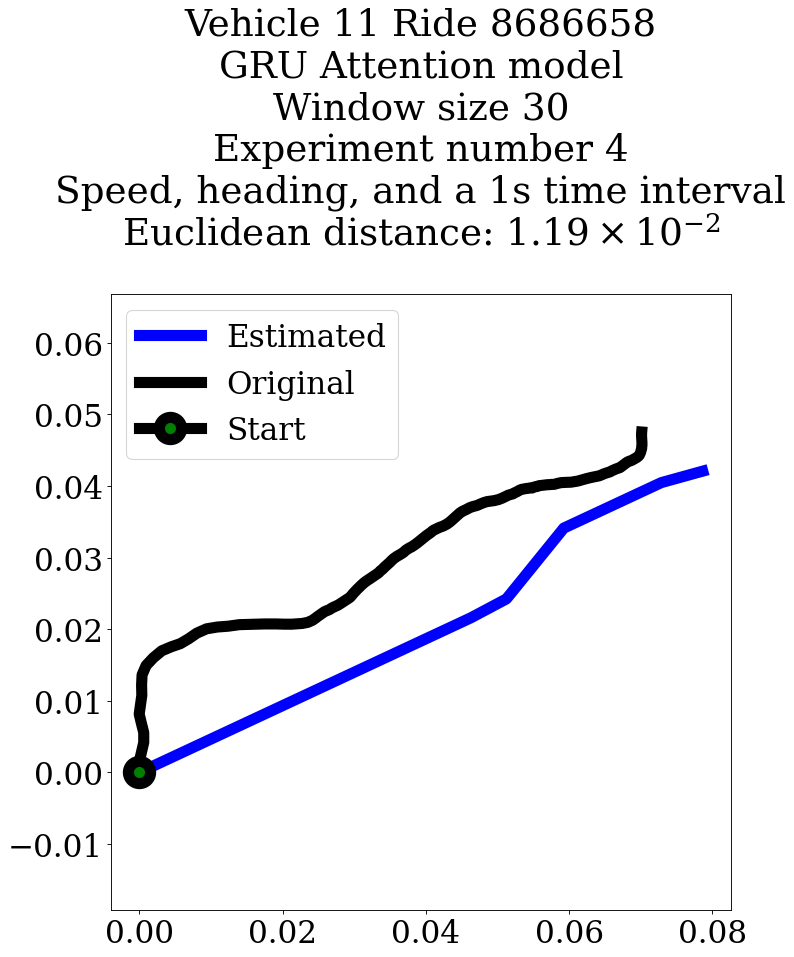 Vehicle 11 Ride 8686658
GRU Attention model
Window size 30
Experiment number 4
Speed, heading, and a 1s time interval
Euclidean distance: 1.19 × 10⁻²
Estimated
Original
Start
0.06
0.05
0.04
0.03
0.02
0.01
0.00
−0.01
0.00 0.02 0.04 0.06 0.08